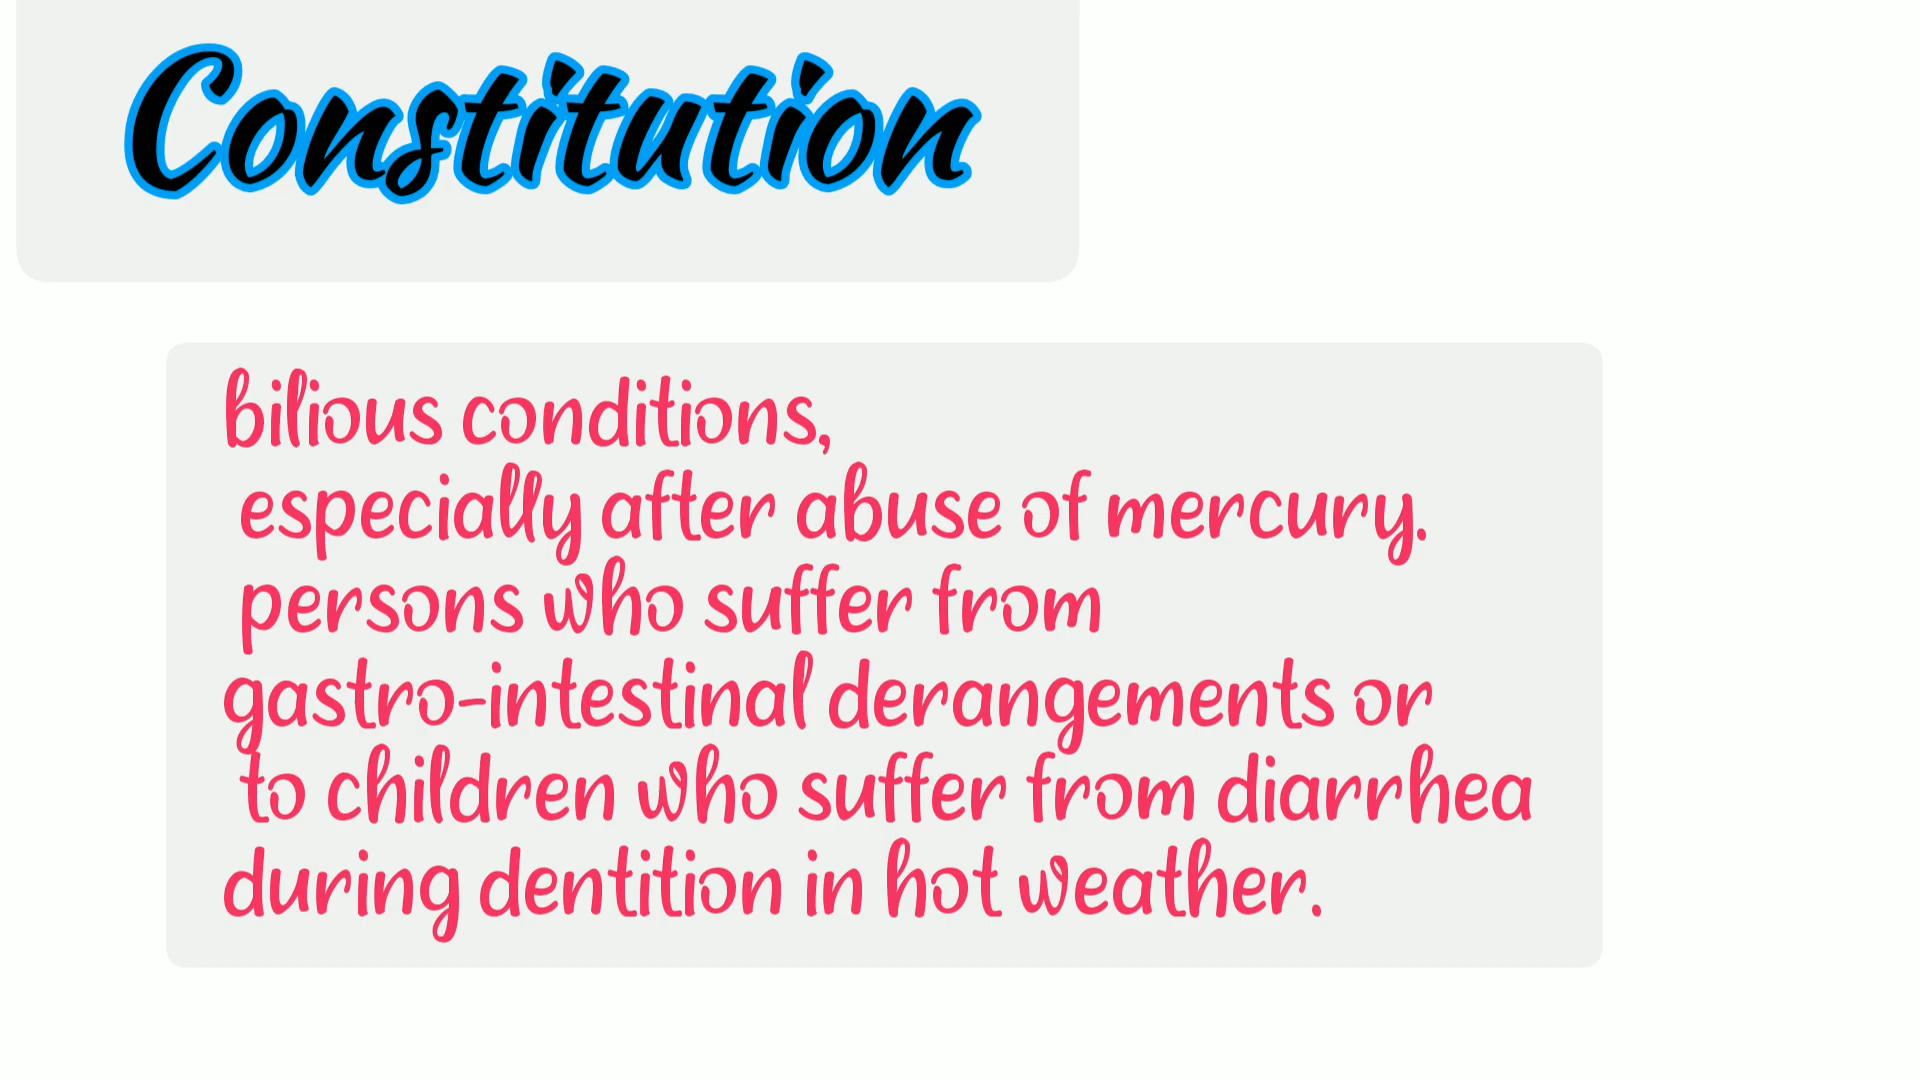 Constitution
bilious conditions,
especially after abuse of mercury.
persons who suffer from
gastro-intestinal derangements or
to children who suffer from diarrhea
during dentition in hot weather.